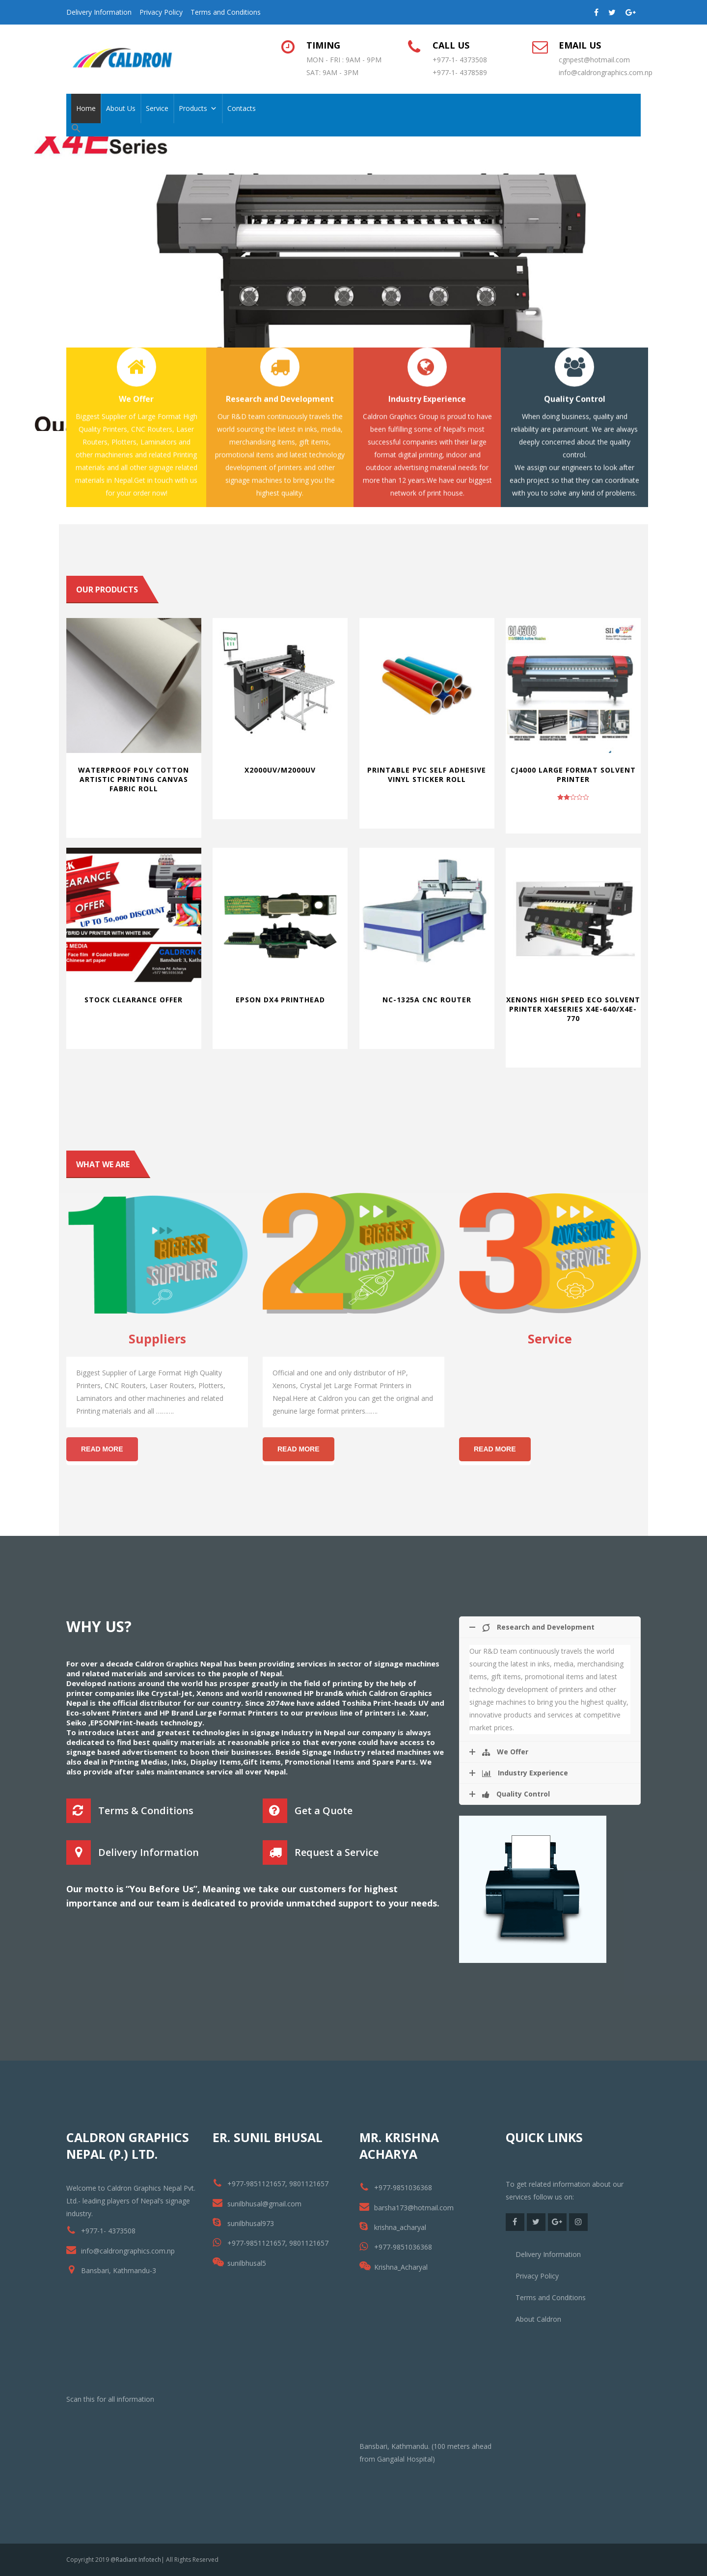 Delivery Information Privacy Policy Terms and Conditions
CALDRON
TIMING
MON - FRI : 9AM - 9PM
SAT: 9AM - 3PM
CALL US
+977-1- 4373508
+977-1- 4378589
EMAIL US
cgnpest@hotmail.com
info@caldrongraphics.com.np
Home About Us Service Products Contacts
X4E Series
Ou
We Offer
Biggest Supplier of Large Format High
Quality Printers, CNC Routers, Laser
Routers, Plotters, Laminators and
other machineries and related Printing
materials and all other signage related
materials in Nepal.Get in touch with us
for your order now!
Research and Development
Our R&D team continuously travels the
world sourcing the latest in inks, media,
merchandising items, gift items,
promotional items and latest technology
development of printers and other
signage machines to bring you the
highest quality.
Industry Experience
Caldron Graphics Group is proud to have
been fulfilling some of Nepal's most
successful companies with their large
format digital printing, indoor and
outdoor advertising material needs for
more than 12 years.We have our biggest
network of print house.
Quality Control
When doing business, quality and
reliability are paramount. We are always
deeply concerned about the quality
control.
We assign our engineers to look after
each project so that they can coordinate
with you to solve any kind of problems.
OUR PRODUCTS
WATERPROOF POLY COTTON
ARTISTIC PRINTING CANVAS
FABRIC ROLL
X2000UV/M2000UV
PRINTABLE PVC SELF ADHESIVE
VINYL STICKER ROLL
CJ4000 LARGE FORMAT SOLVENT
PRINTER
CK
EARANCE
OFFER
UP TO 50,000 DISCOUNT
BRID UV PRINTER WITH WHITE INK
MEDIA
Face film # Coated Banner
Chinese art paper
STOCK CLEARANCE OFFER
EPSON DX4 PRINTHEAD
NC-1325A CNC ROUTER
XENONS HIGH SPEED ECO SOLVENT
PRINTER X4ESERIES X4E-640/X4E-
770
WHAT WE ARE
1 BIGGEST SUPPLIERS
2 BIGGEST DISTRIBUTOR
3 AWESOME SERVICE
Suppliers
Service
Biggest Supplier of Large Format High Quality
Printers, CNC Routers, Laser Routers, Plotters,
Laminators and other machineries and related
Printing materials and all ..........
Official and one and only distributor of HP,
Xenons, Crystal Jet Large Format Printers in
Nepal.Here at Caldron you can get the original and
genuine large format printers.......
READ MORE
READ MORE
READ MORE
WHY US?
For over a decade Caldron Graphics Nepal has been providing services in sector of signage machines
and related materials and services to the people of Nepal.
Developed nations around the world has prosper greatly in the field of printing by the help of
printer companies like Crystal-Jet, Xenons and world renowned HP brand& which Caldron Graphics
Nepal is the official distributor for our country. Since 2074we have added Toshiba Print-heads UV and
Eco-solvent Printers and HP Brand Large Format Printers to our previous line of printers i.e. Xaar,
Seiko ,EPSONPrint-heads technology.
To introduce latest and greatest technologies in signage Industry in Nepal our company is always
dedicated to find best quality materials at reasonable price so that everyone could have access to
signage based advertisement to boon their businesses. Beside Signage Industry related machines we
also deal in Printing Medias, Inks, Display Items,Gift items, Promotional Items and Spare Parts. We
also provide after sales maintenance service all over Nepal.
Terms & Conditions
Get a Quote
Delivery Information
Request a Service
Our motto is “You Before Us”, Meaning we take our customers for highest
importance and our team is dedicated to provide unmatched support to your needs.
Research and Development
Our R&D team continuously travels the world
sourcing the latest in inks, media, merchandising
items, gift items, promotional items and latest
technology development of printers and other
signage machines to bring you the highest quality,
innovative products and services at competitive
market prices.
We Offer
Industry Experience
Quality Control
CALDRON GRAPHICS
NEPAL (P.) LTD.
Welcome to Caldron Graphics Nepal Pvt.
Ltd.- leading players of Nepal's signage
industry.
+977-1- 4373508
info@caldrongraphics.com.np
Bansbari, Kathmandu-3
Scan this for all information
ER. SUNIL BHUSAL
+977-9851121657, 9801121657
sunilbhusal@gmail.com
sunilbhusal973
+977-9851121657, 9801121657
sunilbhusal5
MR. KRISHNA
ACHARYA
+977-9851036368
barsha173@hotmail.com
krishna_acharyal
+977-9851036368
Krishna_Acharyal
Bansbari, Kathmandu. (100 meters ahead
from Gangalal Hospital)
QUICK LINKS
To get related information about our
services follow us on:
Delivery Information
Privacy Policy
Terms and Conditions
About Caldron
Copyright 2019 @Radiant Infotech| All Rights Reserved